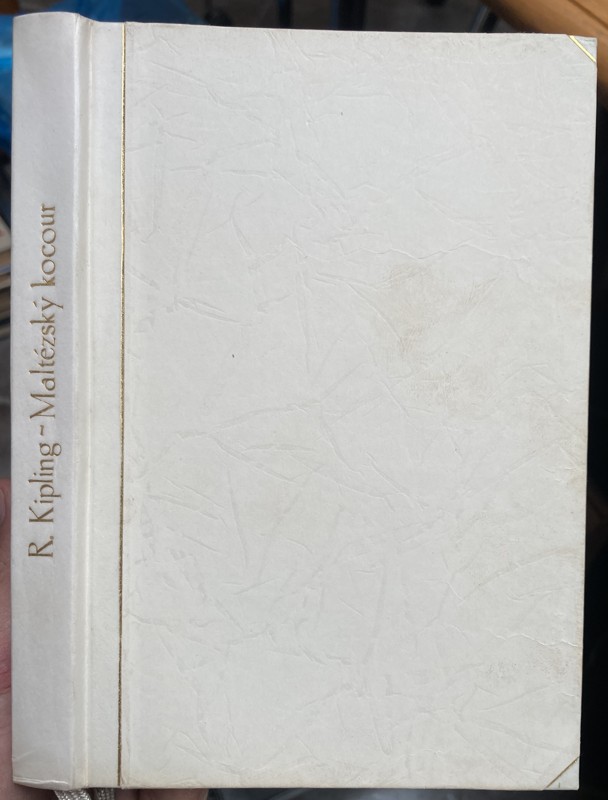 R. Kipling – Maltézský kocour